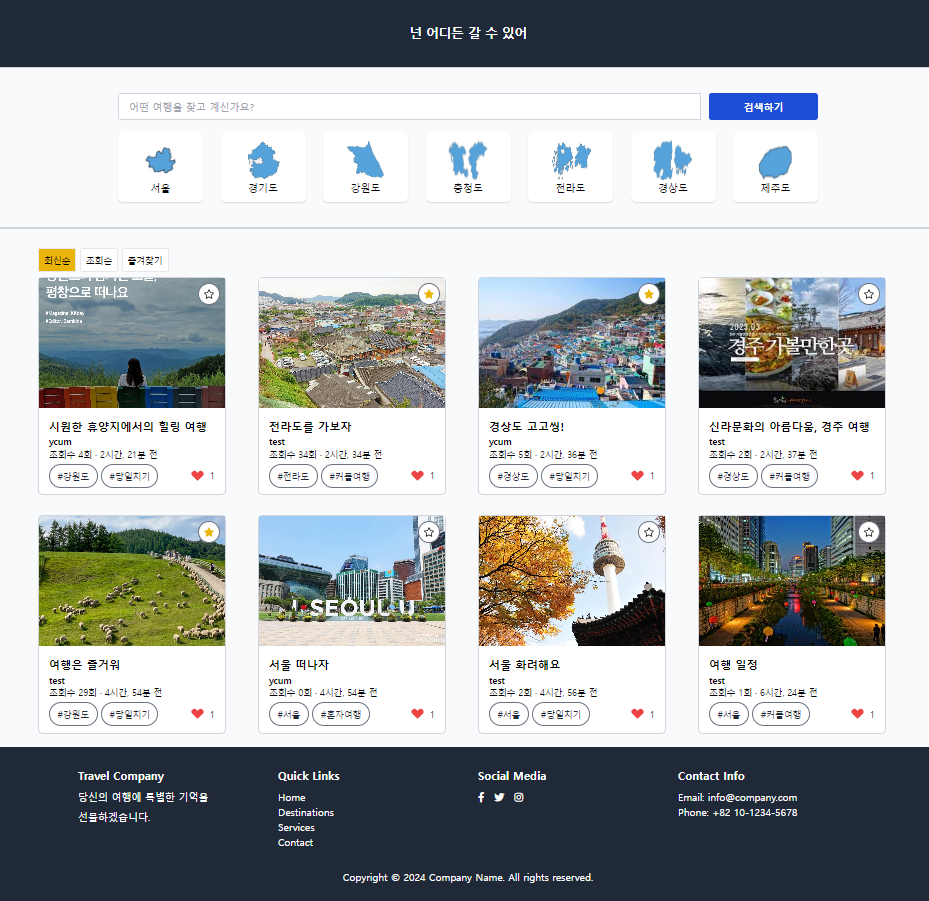 넌 어디든 갈 수 있어
어떤 여행을 찾고 계신가요?
검색하기
서울
경기도
강원도
충청도
전라도
경상도
제주도
최신순
조회순
즐겨찾기
평창으로 떠나요
시원한 휴양지에서의 힐링 여행
ycum
조회수 4회 · 2시간, 21분 전
#강원도
#당일치기
1
전라도를 가보자
test
조회수 34회 · 2시간, 34분 전
#전라도
#커플여행
1
경상도 고고씽!
ycum
조회수 5회 · 2시간, 36분 전
#경상도
#당일치기
1
2023.03
경주 가볼만한곳
신라문화의 아름다움, 경주 여행
test
조회수 2회 · 2시간, 37분 전
#경상도
#커플여행
1
여행은 즐거워
test
조회수 29회 · 4시간, 54분 전
#강원도
#당일치기
1
I·SEOUL·U
서울 떠나자
ycum
조회수 0회 · 4시간, 54분 전
#서울
#혼자여행
1
서울 화려해요
test
조회수 2회 · 4시간, 56분 전
#서울
#당일치기
1
여행 일정
test
조회수 1회 · 6시간, 24분 전
#서울
#커플여행
1
Travel Company
당신의 여행에 특별한 기억을
선물하겠습니다.
Quick Links
Home
Destinations
Services
Contact
Social Media
Contact Info
Email: info@company.com
Phone: +82 10-1234-5678
Copyright © 2024 Company Name. All rights reserved.